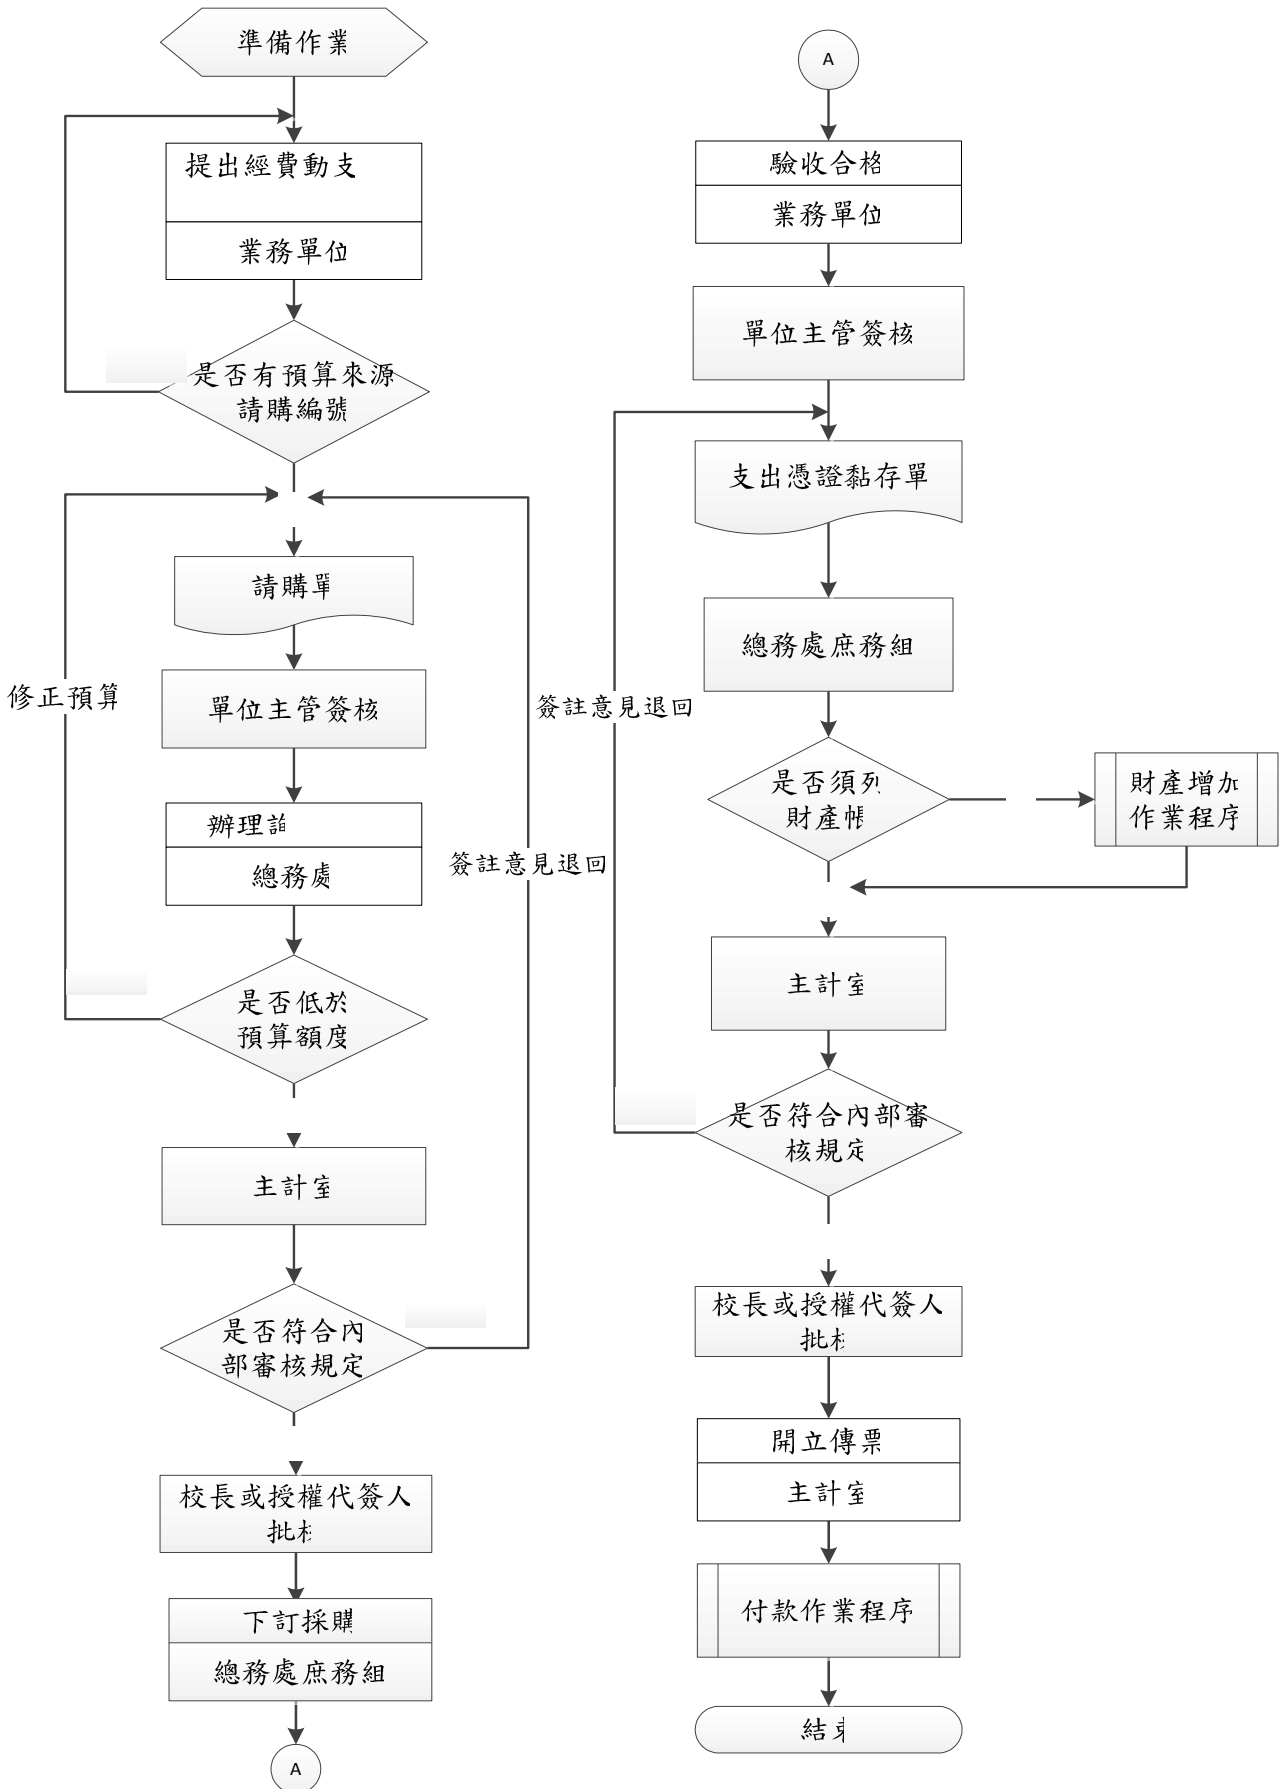 準備作業
提出經費動支
業務單位
是否有預算來源
請購編號
請購單
單位主管簽核
修正預算
辦理
總務處
簽註意見退回
是否低於
預算額度
主計室
是否符合內
部審核規定
校長或授權代簽人
批核
下訂採購
總務處庶務組
A
A
驗收合格
業務單位
單位主管簽核
支出憑證黏存單
總務處庶務組
簽註意見退回
是否須列
財產帳
財產增加
作業程序
主計室
是否符合內部審
核規定
校長或授權代簽人
批核
開立傳票
主計室
付款作業程序
結束